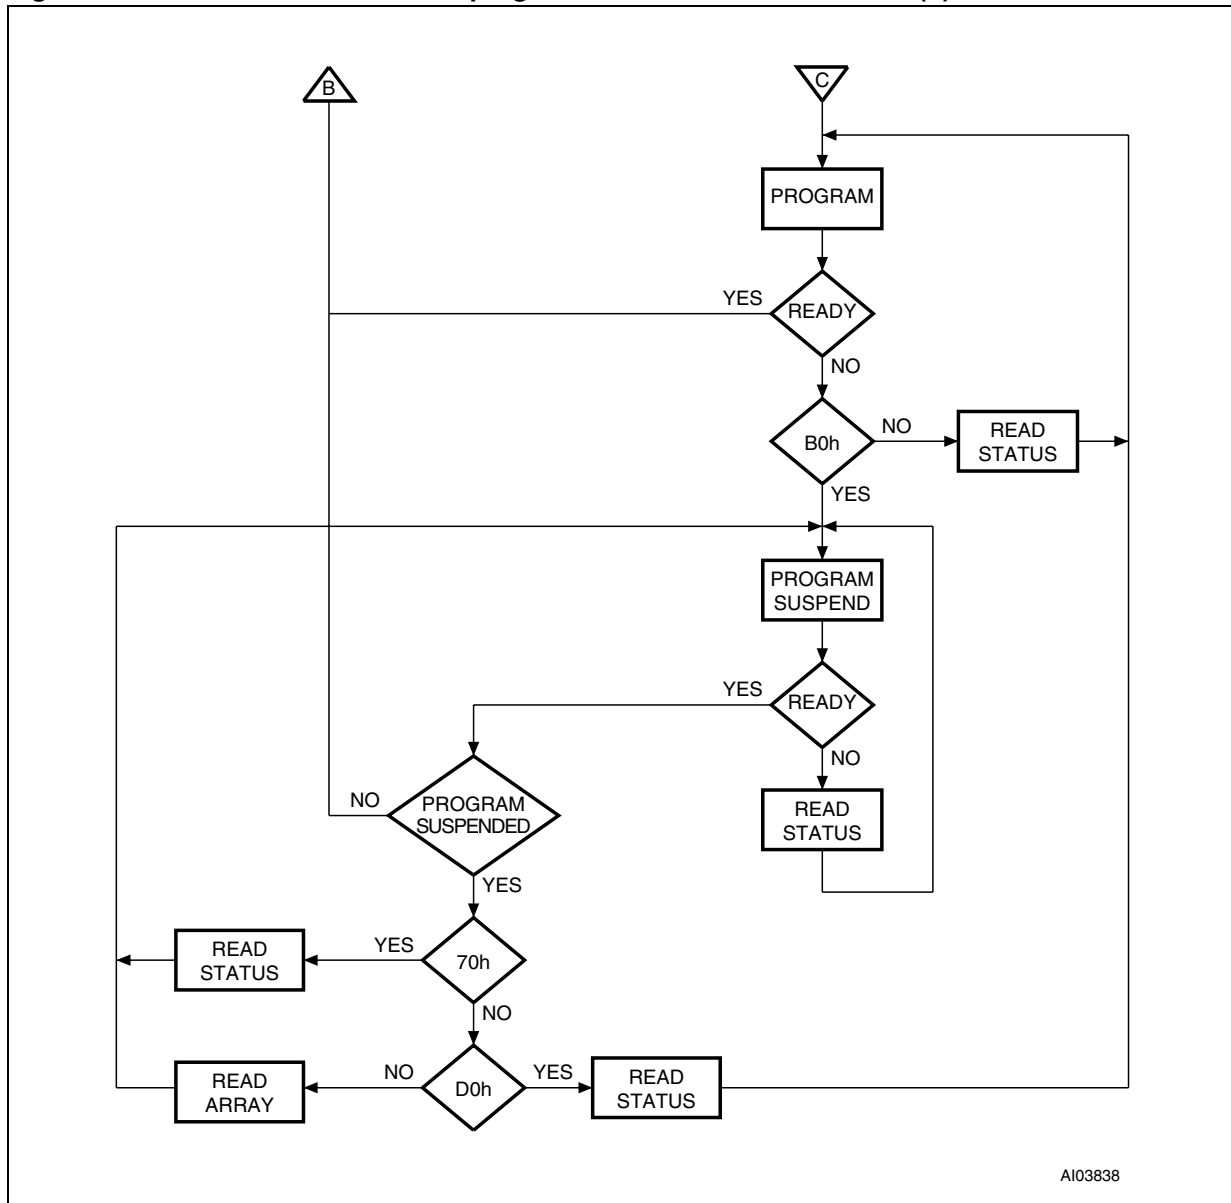 B
C
PROGRAM
YES
READY
NO
B0h
NO
READ
STATUS
YES
PROGRAM
SUSPEND
YES
READY
NO
NO
PROGRAM
SUSPENDED
READ
STATUS
YES
READ
STATUS
YES
70h
NO
READ
ARRAY
NO
D0h
YES
READ
STATUS
AI03838